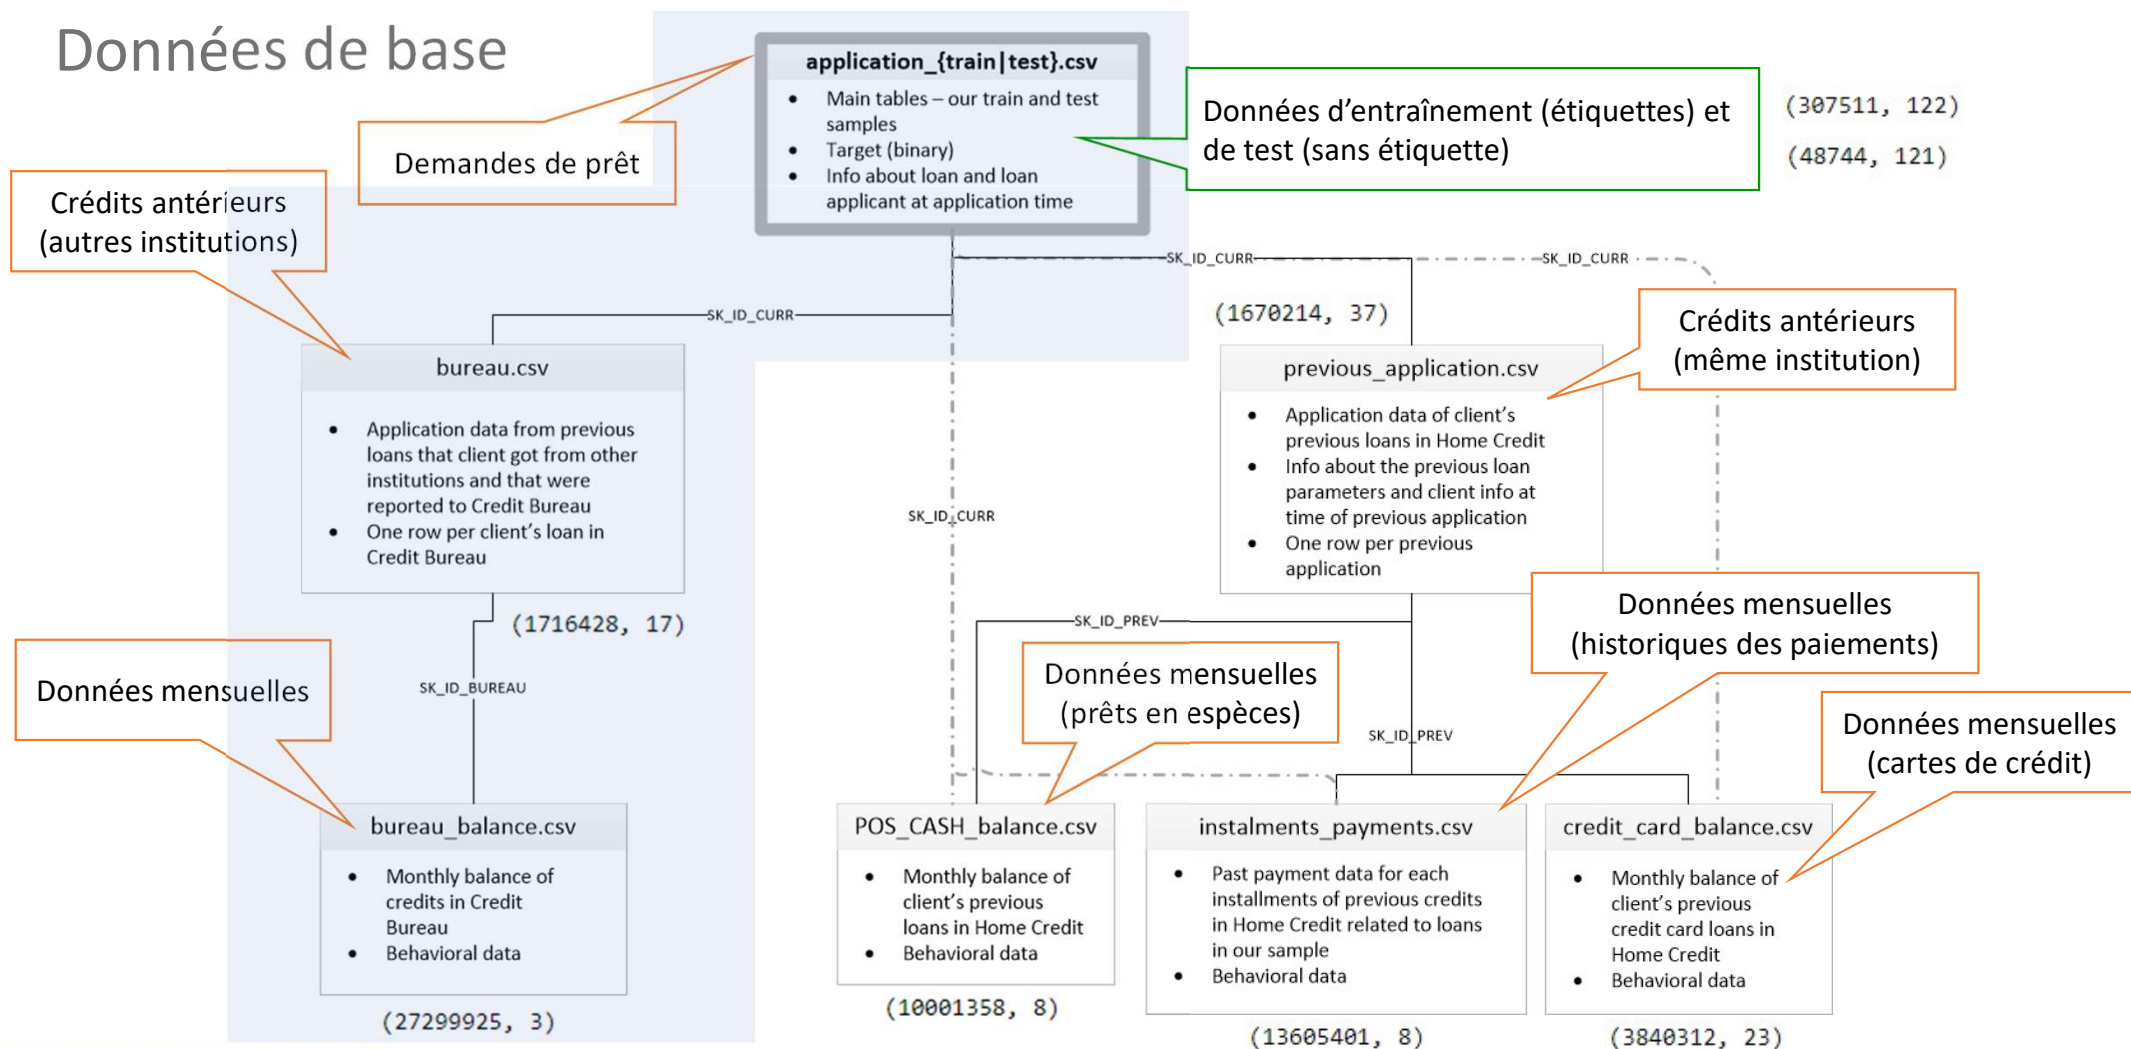 Données de base
application_{train|test}.csv
• Main tables – our train and test
samples
• Target (binary)
• Info about loan and loan
applicant at application time
Demandes de prêt
Données d’entraînement (étiquettes) et
de test (sans étiquette)
(307511, 122)
(48744, 121)
Crédits antérieurs
(autres institutions)
SK_ID_CURR
SK_ID_CURR
SK_ID_CURR
(1670214, 37)
Crédits antérieurs
(même institution)
bureau.csv
• Application data from previous
loans that client got from other
institutions and that were
reported to Credit Bureau
• One row per client’s loan in
Credit Bureau
(1716428, 17)
previous_application.csv
• Application data of client’s
previous loans in Home Credit
• Info about the previous loan
parameters and client info at
time of previous application
• One row per previous
application
SK_ID_CURR
Données mensuelles
(historiques des paiements)
SK_ID_PREV
Données mensuelles
SK_ID_BUREAU
Données mensuelles
(prêts en espèces)
SK_ID_PREV
Données mensuelles
(cartes de crédit)
bureau_balance.csv
• Monthly balance of
credits in Credit
Bureau
• Behavioral data
(27299925, 3)
POS_CASH_balance.csv
• Monthly balance of
client’s previous
loans in Home Credit
• Behavioral data
(10001358, 8)
instalments_payments.csv
• Past payment data for each
installments of previous credits
in Home Credit related to loans
in our sample
• Behavioral data
(13605401, 8)
credit_card_balance.csv
• Monthly balance of
client’s previous
credit card loans in
Home Credit
• Behavioral data
(3840312, 23)